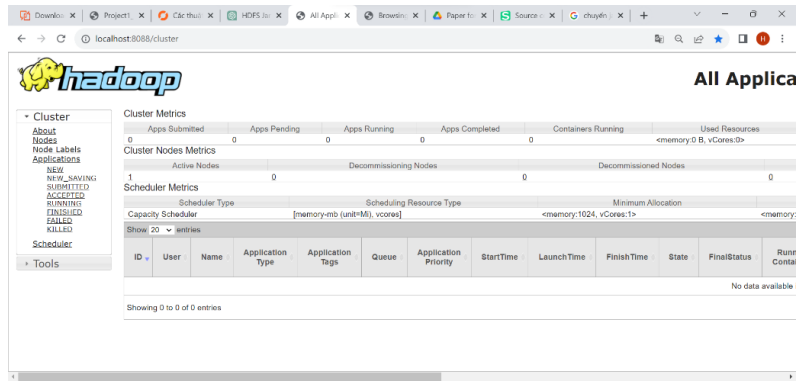 Downloa
Project1_
Các thuậ
HDFS Jav
All Applic
Browsing
Paper for
Source c
chuyển j
localhost:8088/cluster
H
hadoop
All Applica
Cluster
About
Nodes
Node Labels
Applications
NEW
NEW_SAVING
SUBMITTED
ACCEPTED
RUNNING
FINISHED
FAILED
KILLED
Scheduler
Tools
Cluster Metrics
Apps Submitted Apps Pending Apps Running Apps Completed Containers Running Used Resources
0 0 0 0 0 <memory:0 B, vCores:0>
Cluster Nodes Metrics
Active Nodes Decommissioning Nodes Decommissioned Nodes
1 0 0 0
Scheduler Metrics
Scheduler Type Scheduling Resource Type Minimum Allocation
Capacity Scheduler [memory-mb (unit=Mi), vcores] <memory:1024, vCores:1> <memory:
Show 20 entries
ID User Name Application Type Application Tags Queue Application Priority StartTime LaunchTime FinishTime State FinalStatus Runn Contai
No data available
Showing 0 to 0 of 0 entries